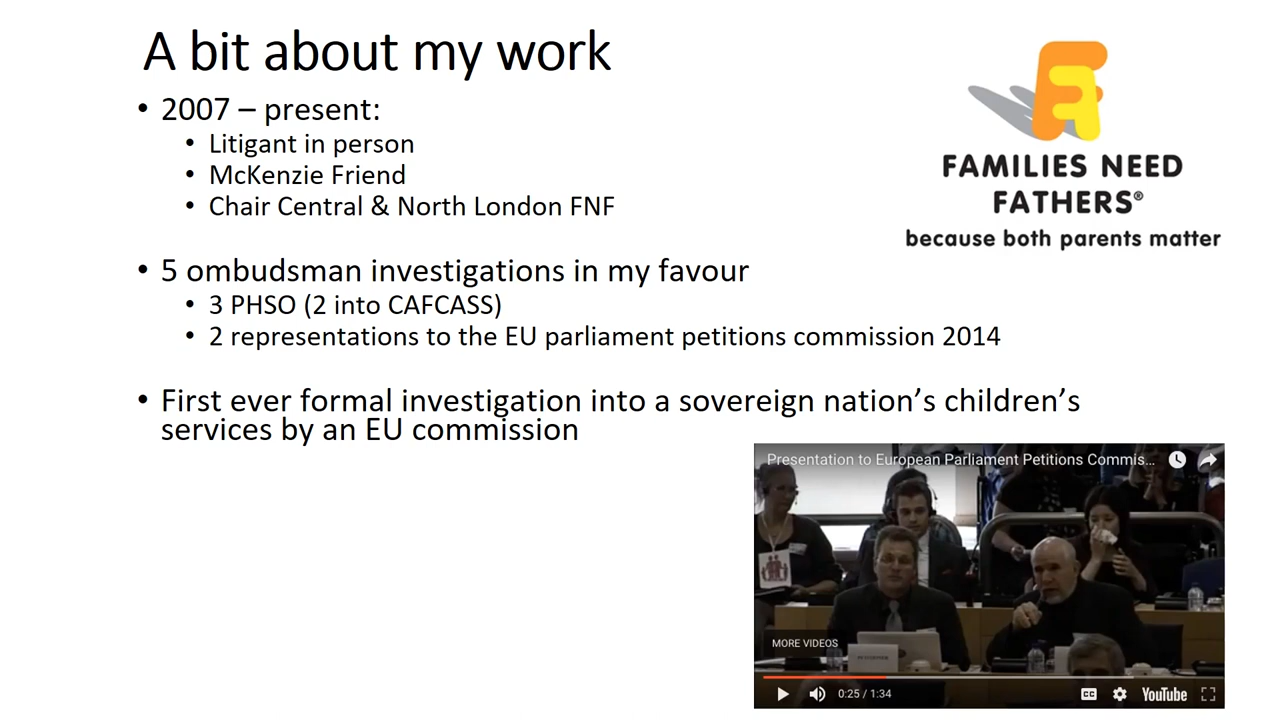 A bit about my work
• 2007 – present:
• Litigant in person
• McKenzie Friend
• Chair Central & North London FNF
• 5 ombudsman investigations in my favour
• 3 PHSO (2 into CAFCASS)
• 2 representations to the EU parliament petitions commission 2014
• First ever formal investigation into a sovereign nation’s children’s
services by an EU commission
FAMILIES NEED
FATHERS®
because both parents matter
Presentation to European Parliament Petitions Commis...
MORE VIDEOS
0:25 / 1:34
CC
YouTube